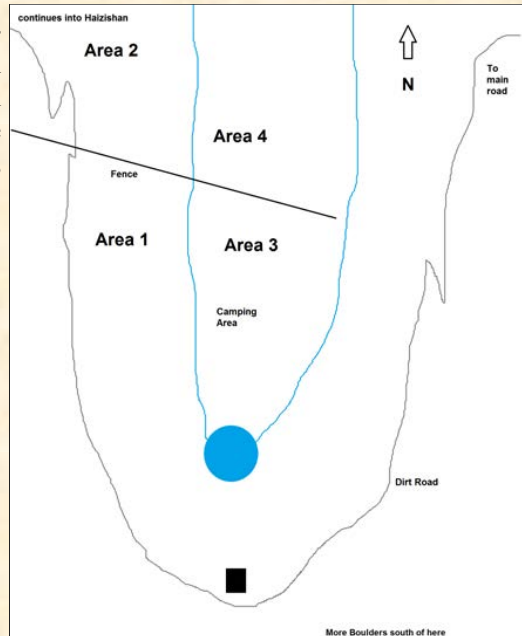 continues into Haizishan
Area 2
N
To
main
road
Area 4
Fence
Area 1
Area 3
Camping
Area
Dirt Road
More Boulders south of here